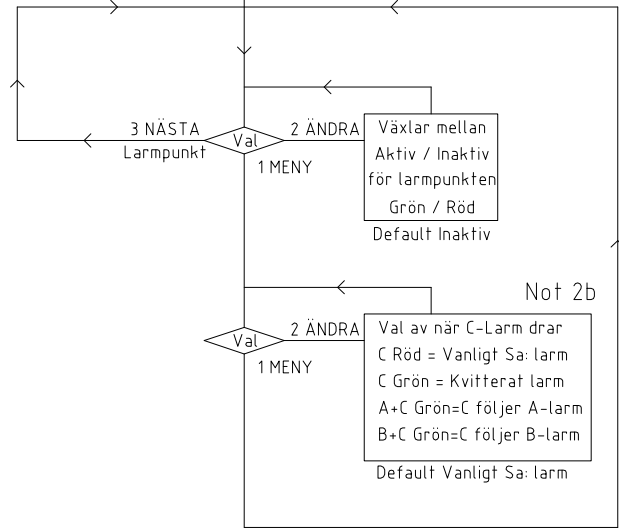 3 NÄSTA
Larmpunkt
Val
2 ÄNDRA
1 MENY
Växlar mellan
Aktiv / Inaktiv
för larmpunkten
Grön / Röd
Default Inaktiv
Not 2b
Val
2 ÄNDRA
1 MENY
Val av när C-Larm drar
C Röd = Vanligt Sa: larm
C Grön = Kvitterat larm
A+C Grön=C följer A-larm
B+C Grön=C följer B-larm
Default Vanligt Sa: larm